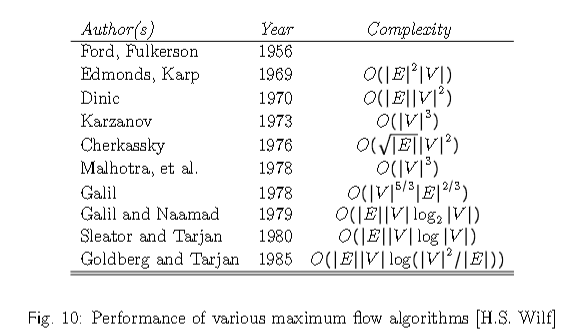 Author(s) Year Complexity
Ford, Fulkerson 1956
Edmonds, Karp 1969 O(|E|²|V|)
Dinic 1970 O(|E||V|²)
Karzanov 1973 O(|V|³)
Cherkassky 1976 O(√|E||V|²)
Malhotra, et al. 1978 O(|V|³)
Galil 1978 O(|V|^{5/3}|E|^{2/3})
Galil and Naamad 1979 O(|E||V| log₂ |V|)
Sleator and Tarjan 1980 O(|E||V| log |V|)
Goldberg and Tarjan 1985 O(|E||V| log(|V|²/|E|))
Fig. 10: Performance of various maximum flow algorithms [H.S. Wilf]